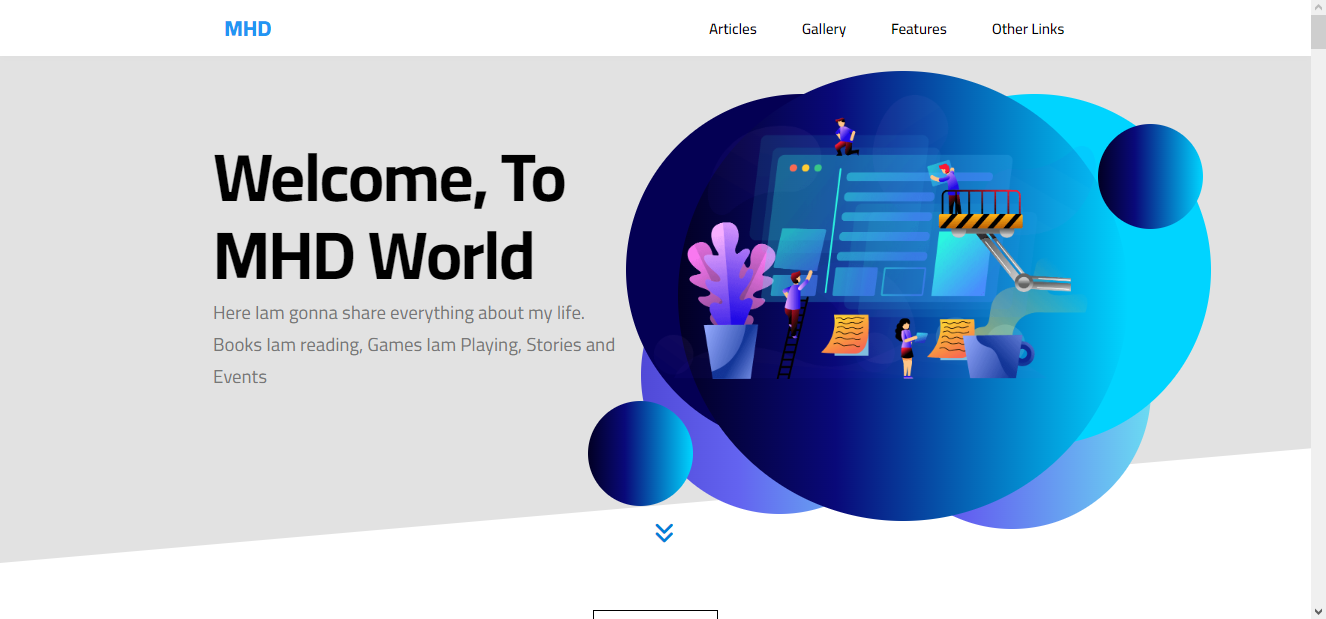 MHD
Articles
Gallery
Features
Other Links
Welcome, To
MHD World
Here Iam gonna share everything about my life.
Books Iam reading, Games Iam Playing, Stories and
Events